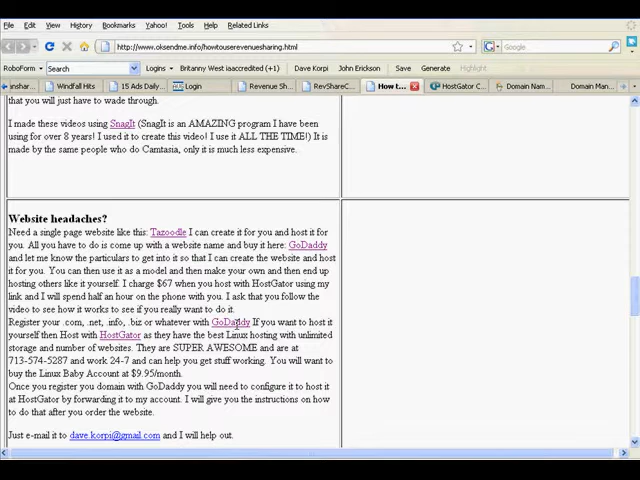 File Edit View History Bookmarks Yahoo! Tools Help Related Links
http://www.oksendme.info/howtouserevenuesharing.html
Revenuesharing
RoboForm Search Logins Britanny West iaaccredited (+1) Dave Korpi John Erickson Save Generate
nshar... Windfall Hits 15 Ads Daily... Login Revenue Sh... RevShareC... How t... HostGator C... Domain Nam... Domain Man...
that you will just have to wade through.
I made these videos using SnagIt (SnagIt is an AMAZING program I have
been using for over 8 years! I used it to create this video! I use it ALL THE TIME!) It is
made by the same people who do Camtasia, only it is much less expensive.
Website headaches?
Need a single page website like this: Tazoodle I can create it for you and host it for
you. All you have to do is come up with a website name and buy it here: GoDaddy
and let me know the particulars to get into it so that I can create the website and host
it for you. You can then use it as a model and then make your own and then end up
hosting others like it yourself. I charge $67 when you host with HostGator using my
link and I will spend half an hour on the phone with you. I ask that you follow the
video to see how it works to see if you really want to do it.
Register your .com, .net, .info, .biz or whatever with GoDaddy If you want to host it
yourself then Host with HostGator as they have the best Linux hosting with unlimited
storage and number of websites. They are SUPER AWESOME and are at
713-574-5287 and work 24-7 and can help you get stuff working. You will want to
buy the Linux Baby Account at $9.95/month.
Once you register you domain with GoDaddy you will need to configure it to host it
at HostGator by forwarding it to my account. I will give you the instructions on how
to do that after you order the website.
Just e-mail it to dave.korpi@gmail.com and I will help out.